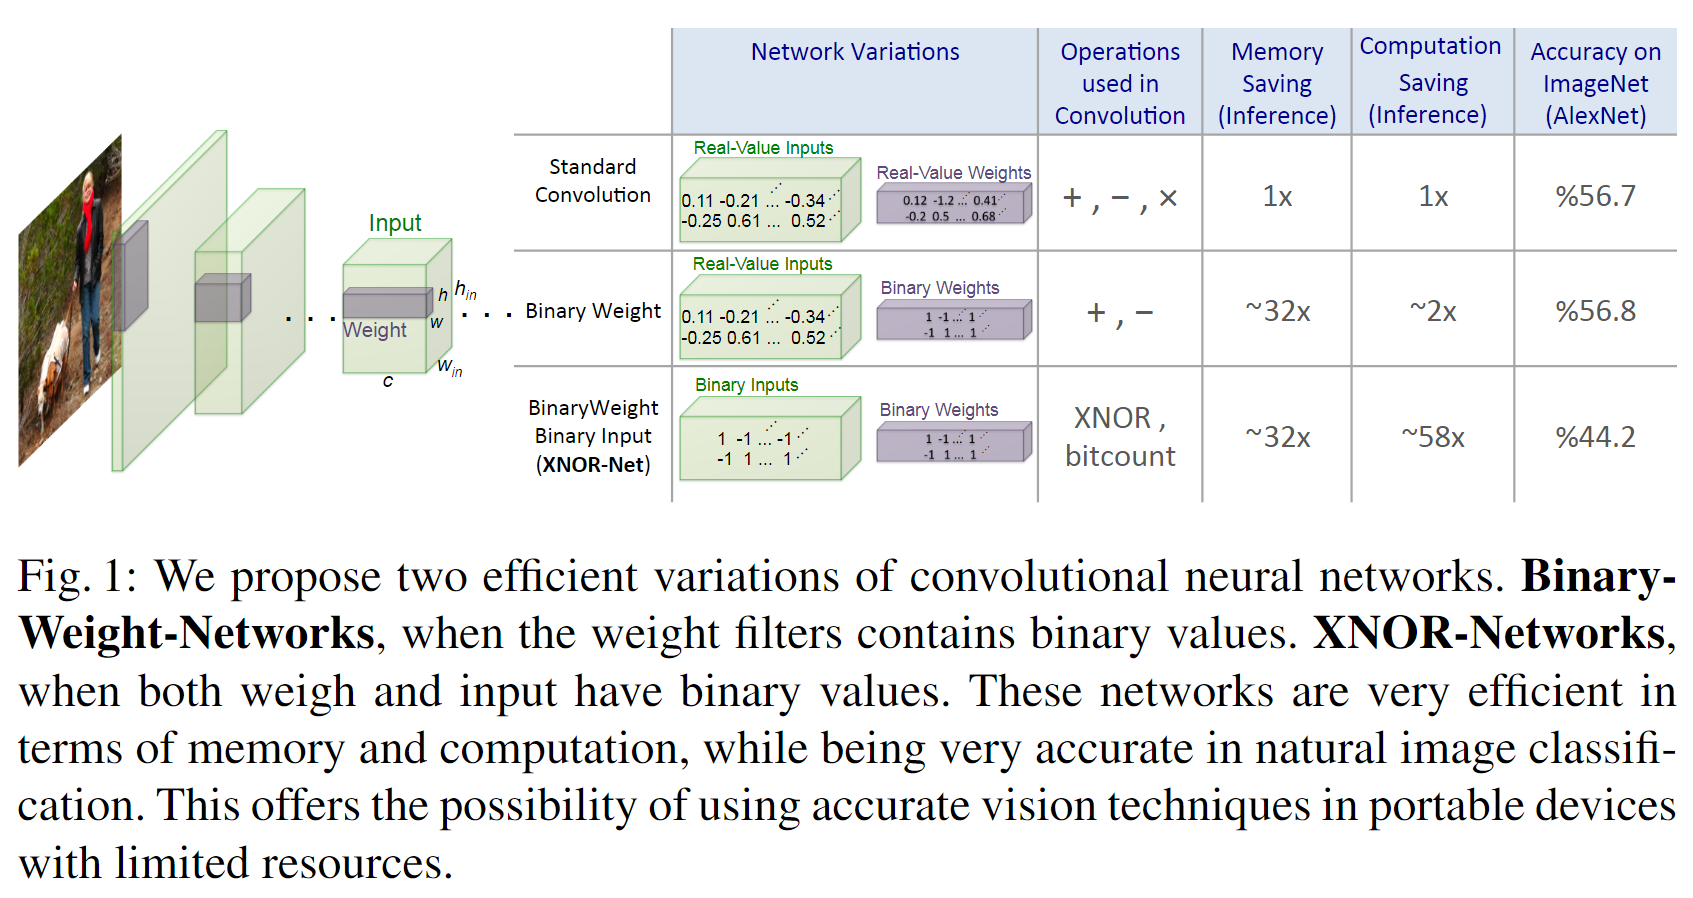 Network Variations
Operations
used in
Convolution
Memory
Saving
(Inference)
Computation
Saving
(Inference)
Accuracy on
ImageNet
(AlexNet)
Input
Weight
h
w
h_in
w_in
c
. . .
. . .
Standard
Convolution
Real-Value Inputs
0.11 -0.21 ... -0.34
-0.25 0.61 ... 0.52
Real-Value Weights
0.12 -1.2 ... 0.41
-0.2 0.5 ... 0.68
+ , − , ×
1x
1x
%56.7
Binary Weight
Real-Value Inputs
0.11 -0.21 ... -0.34
-0.25 0.61 ... 0.52
Binary Weights
1 -1 ... 1
-1 1 ... 1
+ , −
~32x
~2x
%56.8
BinaryWeight
Binary Input
(XNOR-Net)
Binary Inputs
1 -1 ... -1
-1 1 ... 1
Binary Weights
1 -1 ... 1
-1 1 ... 1
XNOR ,
bitcount
~32x
~58x
%44.2
Fig. 1: We propose two efficient variations of convolutional neural networks. Binary-
Weight-Networks, when the weight filters contains binary values. XNOR-Networks,
when both weigh and input have binary values. These networks are very efficient in
terms of memory and computation, while being very accurate in natural image classifi-
cation. This offers the possibility of using accurate vision techniques in portable devices
with limited resources.